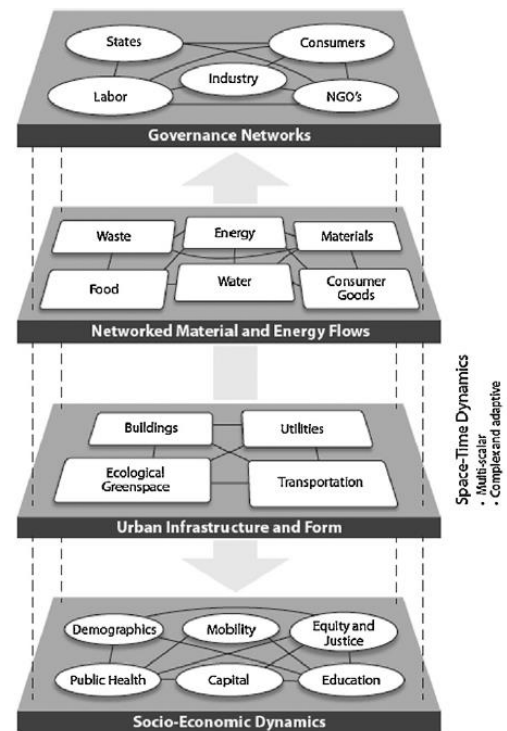 States
Consumers
Industry
Labor
NGO's
Governance Networks
Waste
Energy
Materials
Food
Water
Consumer
Goods
Networked Material and Energy Flows
Buildings
Utilities
Ecological
Greenspace
Transportation
Urban Infrastructure and Form
Demographics
Mobility
Equity and
Justice
Public Health
Capital
Education
Socio-Economic Dynamics
Space-Time Dynamics
• Multi-scalar
• Complex and adaptive